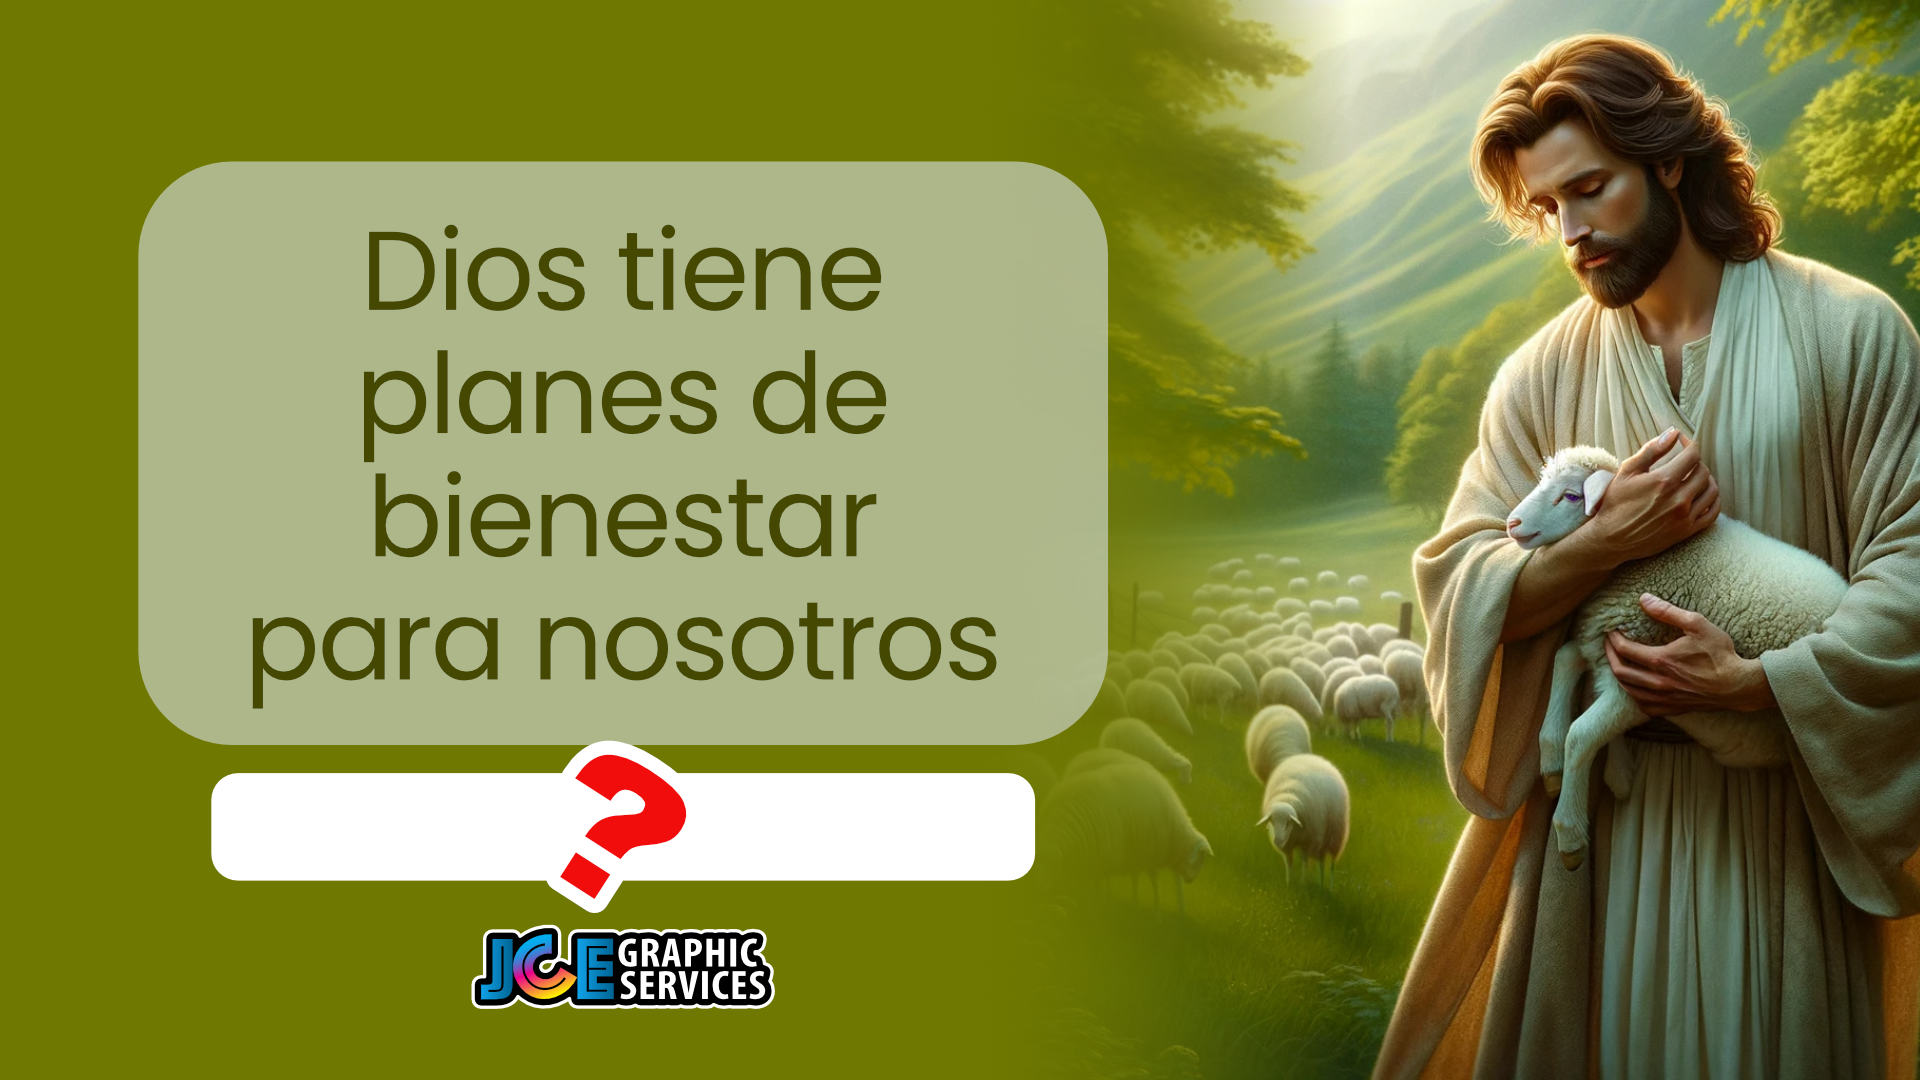 Dios tiene
planes de
bienestar
para nosotros
?
JCE GRAPHIC
SERVICES